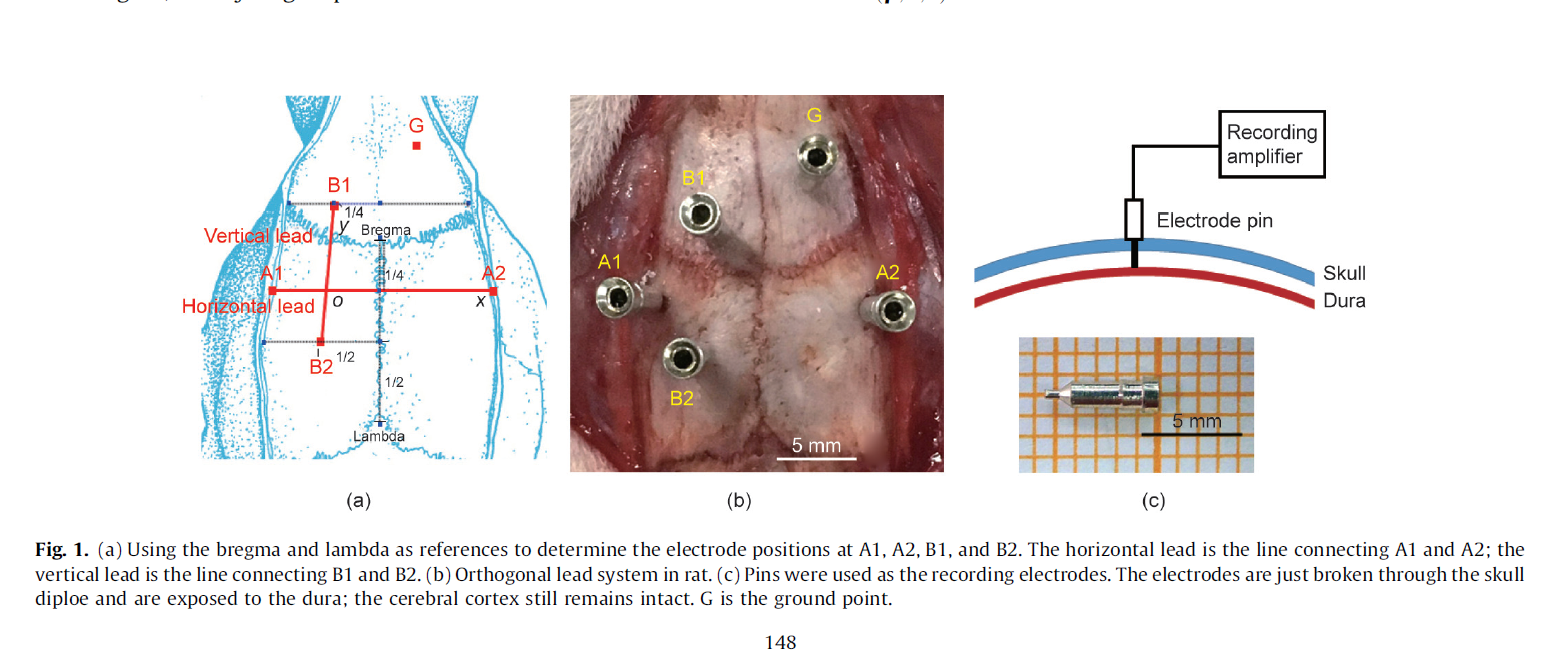 G
B1
1/4
y
Bregma
Vertical lead
A1
1/4
A2
Horizontal lead
o
x
B2
1/2
1/2
Lambda
(a)
G
B1
A1
A2
B2
5 mm
(b)
Recording
amplifier
Electrode pin
Skull
Dura
5 mm
(c)
Fig. 1. (a) Using the bregma and lambda as references to determine the electrode positions at A1, A2, B1, and B2. The horizontal lead is the line connecting A1 and A2; the
vertical lead is the line connecting B1 and B2. (b) Orthogonal lead system in rat. (c) Pins were used as the recording electrodes. The electrodes are just broken through the skull
diploe and are exposed to the dura; the cerebral cortex still remains intact. G is the ground point.
148